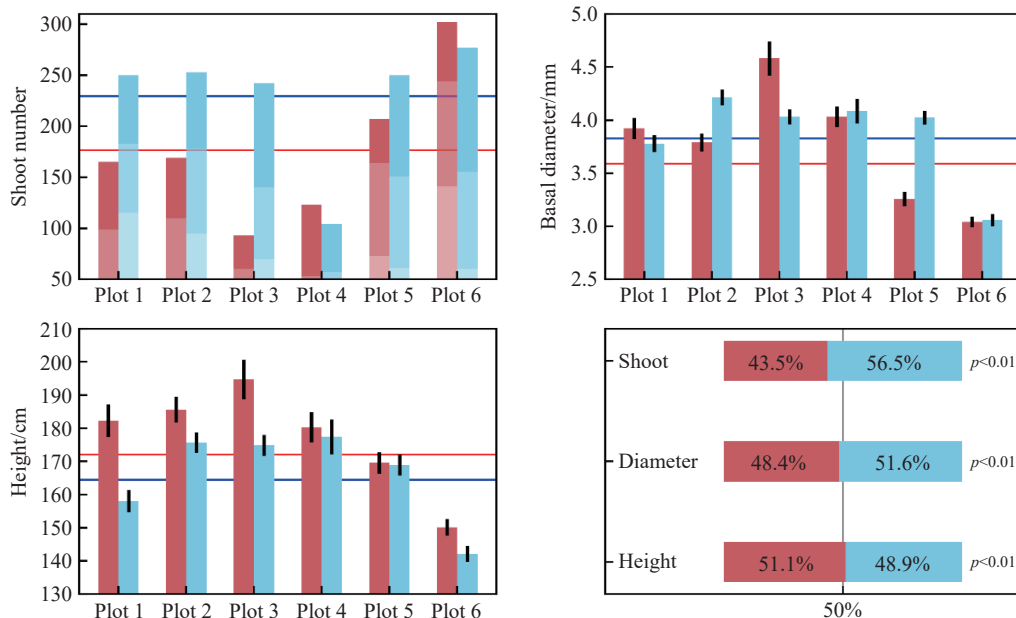 Shoot number
300
250
200
150
100
50
Plot 1 Plot 2 Plot 3 Plot 4 Plot 5 Plot 6
Basal diameter/mm
5.0
4.5
4.0
3.5
3.0
2.5
Plot 1 Plot 2 Plot 3 Plot 4 Plot 5 Plot 6
Height/cm
210
200
190
180
170
160
150
140
130
Plot 1 Plot 2 Plot 3 Plot 4 Plot 5 Plot 6
Shoot 43.5% 56.5% p<0.01
Diameter 48.4% 51.6% p<0.01
Height 51.1% 48.9% p<0.01
50%